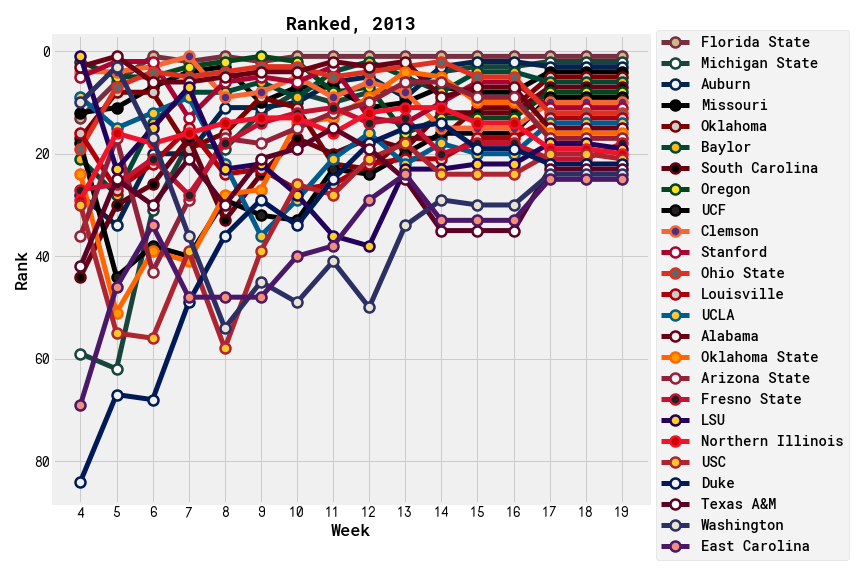 Ranked, 2013
0
20
40
60
80
Rank
4 5 6 7 8 9 10 11 12 13 14 15 16 17 18 19
Week
Florida State
Michigan State
Auburn
Missouri
Oklahoma
Baylor
South Carolina
Oregon
UCF
Clemson
Stanford
Ohio State
Louisville
UCLA
Alabama
Oklahoma State
Arizona State
Fresno State
LSU
Northern Illinois
USC
Duke
Texas A&M
Washington
East Carolina